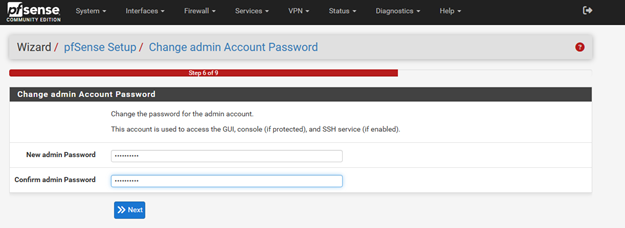 pfsense
COMMUNITY EDITION
System Interfaces Firewall Services VPN Status Diagnostics Help
Wizard / pfSense Setup / Change admin Account Password
Step 6 of 9
Change admin Account Password
Change the password for the admin account.
This account is used to access the GUI, console (if protected), and SSH service (if enabled).
New admin Password ••••••••••
Confirm admin Password ••••••••••
Next